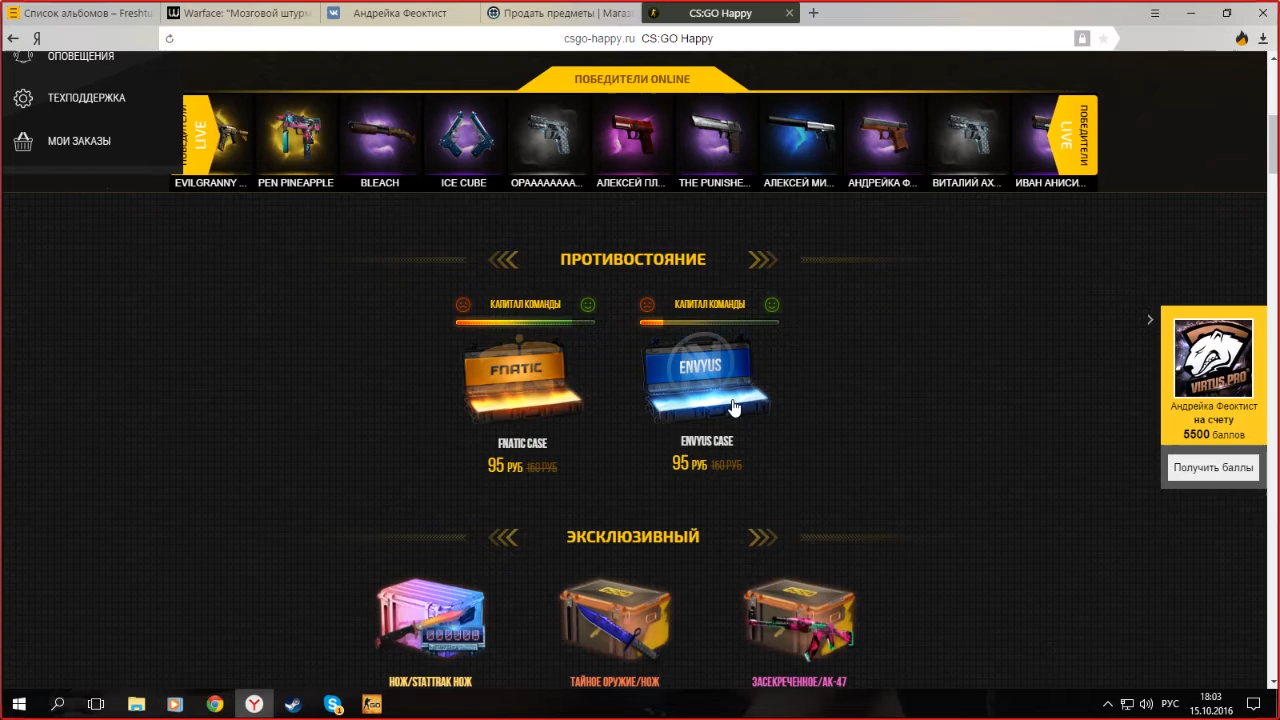 Список альбомов – Freshtu
Warface: "Мозговой штурм
Андрейка Феоктист
Продать предметы | Мага
CS:GO Happy
csgo-happy.ru CS:GO Happy
ОПОВЕЩЕНИЯ
ТЕХПОДДЕРЖКА
МОИ ЗАКАЗЫ
ПОБЕДИТЕЛИ ONLINE
LIVE
LIVE
ПОБЕДИТЕЛИ
EVILGRANNY ...
PEN PINEAPPLE
BLEACH
ICE CUBE
ОРАААААААА...
АЛЕКСЕЙ ПЛ...
THE PUNISHE...
АЛЕКСЕЙ МИ...
АНДРЕЙКА Ф...
ВИТАЛИЙ АХ...
ИВАН АНИСИ...
ПРОТИВОСТОЯНИЕ
КАПИТАЛ КОМАНДЫ
КАПИТАЛ КОМАНДЫ
FNATIC
ENVYUS
FNATIC CASE
95 РУБ 160 РУБ
ENVYUS CASE
95 РУБ 160 РУБ
VIRTUS.PRO
Андрейка Феоктист
на счету
5500 баллов
Получить баллы
ЭКСКЛЮЗИВНЫЙ
НОЖ/STATTRAK НОЖ
ТАЙНОЕ ОРУЖИЕ/НОЖ
ЗАСЕКРЕЧЕННОЕ/АК-47
РУС
18:03
15.10.2016